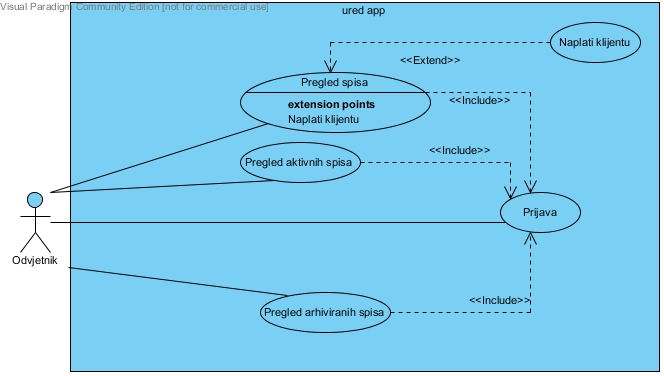 Visual Paradigm Community Edition [not for commercial use]
ured app
Naplati klijentu
<<Extend>>
Pregled spisa
<<Include>>
extension points
Naplati klijentu
<<Include>>
Pregled aktivnih spisa
Prijava
Odvjetnik
<<Include>>
Pregled arhiviranih spisa